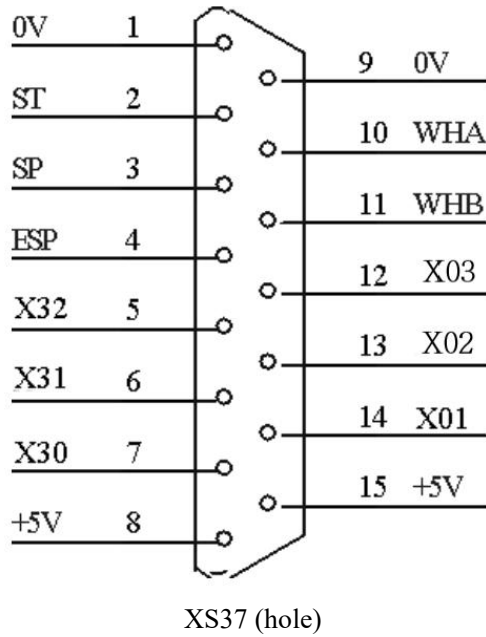 0V 1
9 0V
ST 2
10 WHA
SP 3
11 WHB
ESP 4
12 X03
X32 5
13 X02
X31 6
14 X01
X30 7
15 +5V
+5V 8
XS37 (hole)